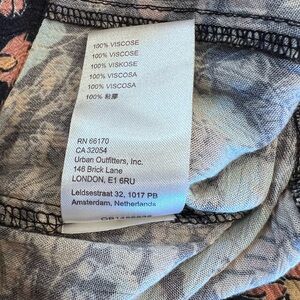 100% VISCOSE
100% VISCOSE
100% VISKOSE
100% VISCOSA
100% VISCOSA
100% 粘膠
RN 66170
CA 32054
Urban Outfitters, Inc.
146 Brick Lane
LONDON, E1 6RU
Leidsestraat 32, 1017 PB
Amsterdam, Netherlands